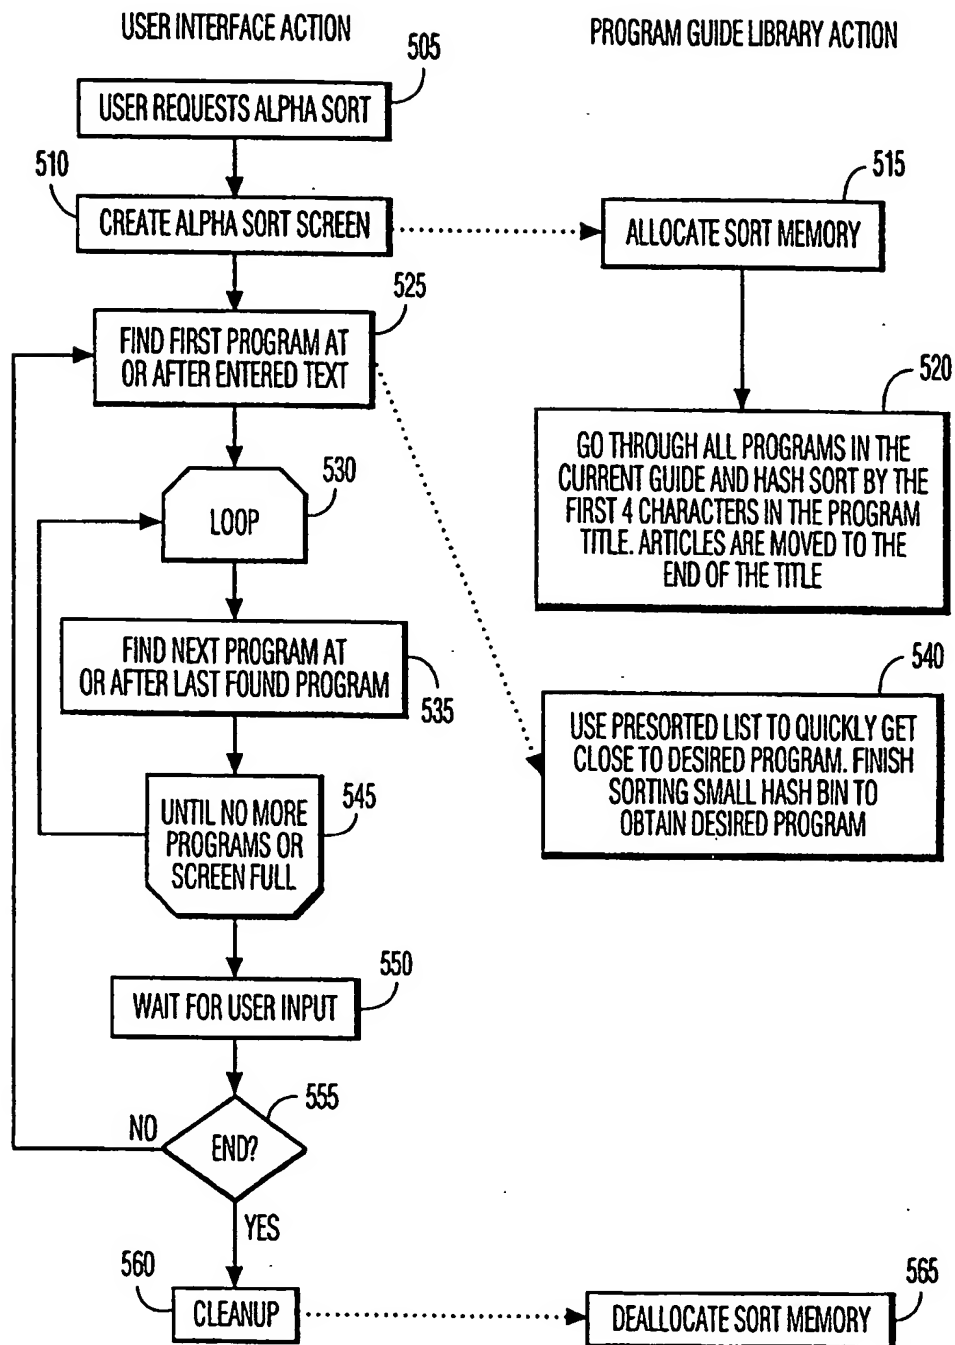 USER INTERFACE ACTION
PROGRAM GUIDE LIBRARY ACTION
505
USER REQUESTS ALPHA SORT
510
CREATE ALPHA SORT SCREEN
515
ALLOCATE SORT MEMORY
525
FIND FIRST PROGRAM AT
OR AFTER ENTERED TEXT
520
GO THROUGH ALL PROGRAMS IN THE
CURRENT GUIDE AND HASH SORT BY THE
FIRST 4 CHARACTERS IN THE PROGRAM
TITLE. ARTICLES ARE MOVED TO THE
END OF THE TITLE
530
LOOP
FIND NEXT PROGRAM AT
OR AFTER LAST FOUND PROGRAM
535
540
USE PRESORTED LIST TO QUICKLY GET
CLOSE TO DESIRED PROGRAM. FINISH
SORTING SMALL HASH BIN TO
OBTAIN DESIRED PROGRAM
545
UNTIL NO MORE
PROGRAMS OR
SCREEN FULL
550
WAIT FOR USER INPUT
555
NO
END?
YES
560
CLEANUP
565
DEALLOCATE SORT MEMORY